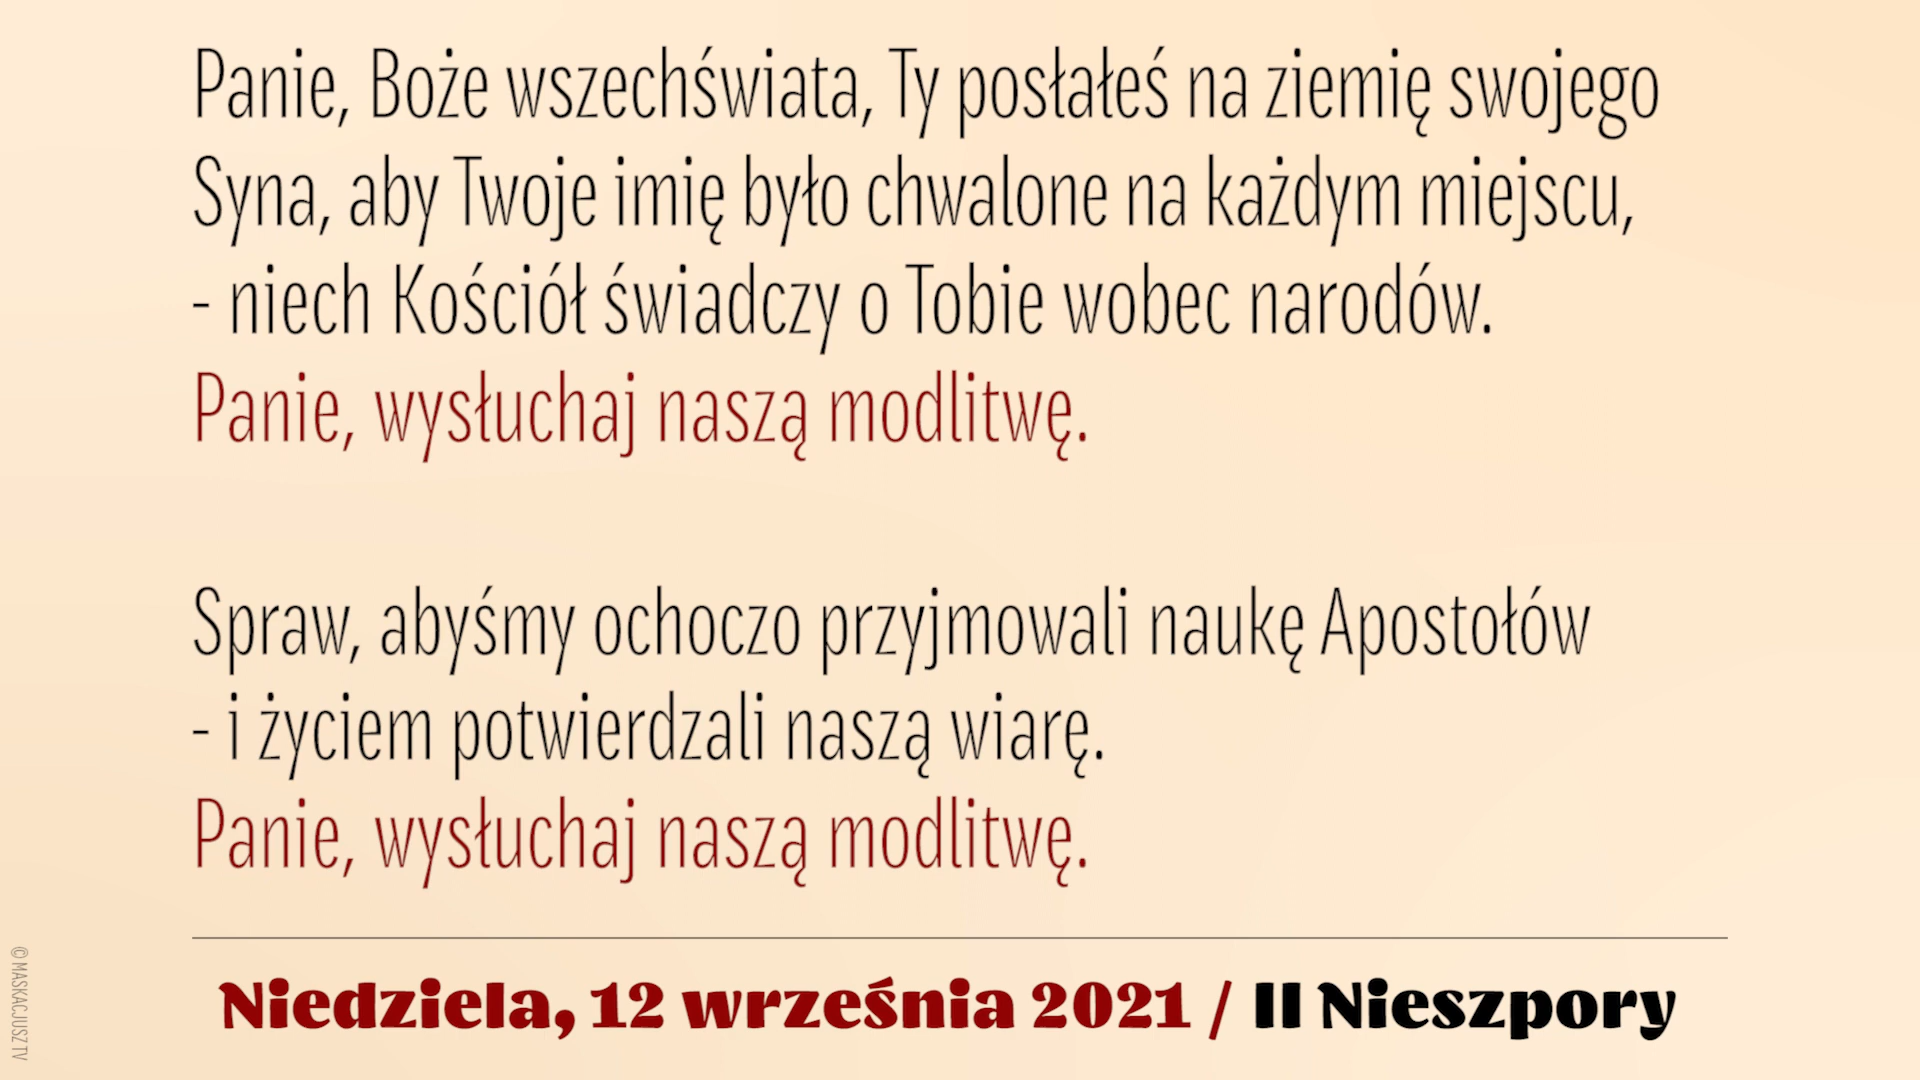 Panie, Boże wszechświata, Ty posłałeś na ziemię swojego
Syna, aby Twoje imię było chwalone na każdym miejscu,
- niech Kościół świadczy o Tobie wobec narodów.
Panie, wysłuchaj naszą modlitwę.
Spraw, abyśmy ochoczo przyjmowali naukę Apostołów
- i życiem potwierdzali naszą wiarę.
Panie, wysłuchaj naszą modlitwę.
Niedziela, 12 września 2021 / II Nieszpory
© MASKACJUSZ TV